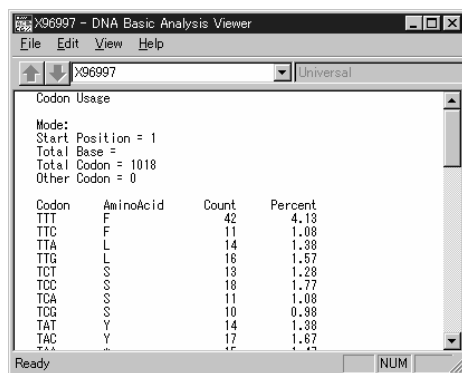 X96997 - DNA Basic Analysis Viewer
File Edit View Help
X96997 Universal
Codon Usage
Mode:
Start Position = 1
Total Base =
Total Codon = 1018
Other Codon = 0
Codon AminoAcid Count Percent
TTT F 42 4.13
TTC F 11 1.08
TTA L 14 1.38
TTG L 16 1.57
TCT S 13 1.28
TCC S 18 1.77
TCA S 11 1.08
TCG S 10 0.98
TAT Y 14 1.38
TAC Y 17 1.67
Ready NUM